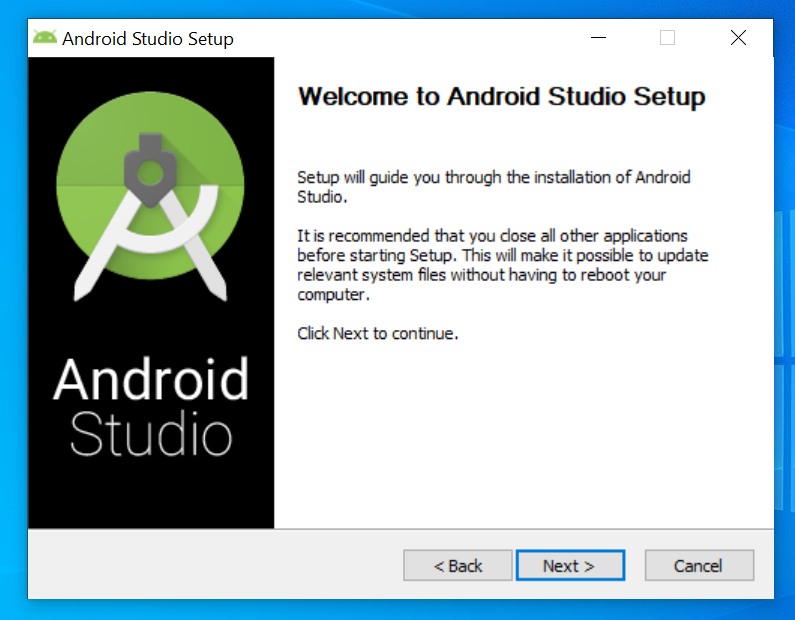 Android Studio Setup
Android
Studio
Welcome to Android Studio Setup
Setup will guide you through the installation of Android
Studio.
It is recommended that you close all other applications
before starting Setup. This will make it possible to update
relevant system files without having to reboot your
computer.
Click Next to continue.
< Back
Next >
Cancel